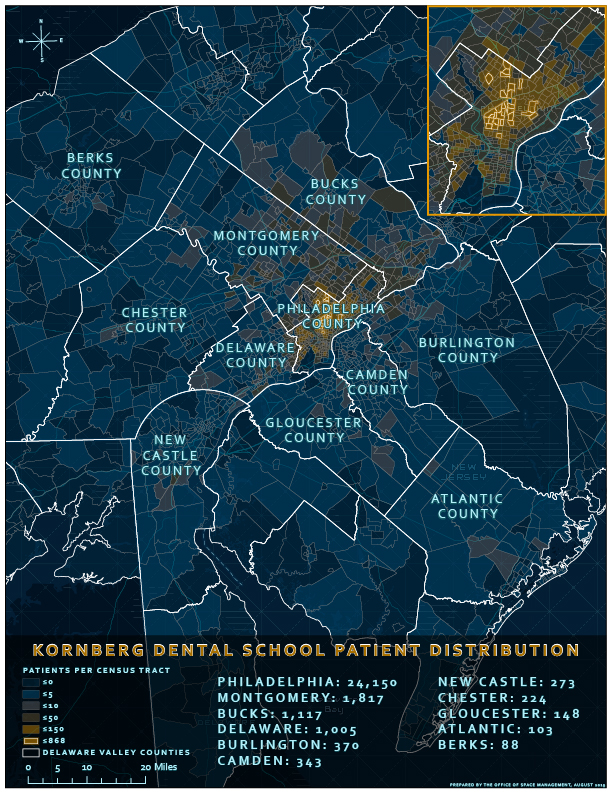 N
W E
S
BERKS
COUNTY
BUCKS
COUNTY
MONTGOMERY
COUNTY
CHESTER
COUNTY
PHILADELPHIA
COUNTY
DELAWARE
COUNTY
BURLINGTON
COUNTY
CAMDEN
COUNTY
GLOUCESTER
COUNTY
NEW
CASTLE
COUNTY
NEW
JERSEY
ATLANTIC
COUNTY
KORNBERG DENTAL SCHOOL PATIENT DISTRIBUTION
PATIENTS PER CENSUS TRACT
≤0
≤5
≤10
≤50
≤150
≤868
DELAWARE VALLEY COUNTIES
0 5 10 20 Miles
PHILADELPHIA: 24,150
MONTGOMERY: 1,817
BUCKS: 1,117
DELAWARE: 1,005
BURLINGTON: 370
CAMDEN: 343
Bay
NEW CASTLE: 273
CHESTER: 224
GLOUCESTER: 148
ATLANTIC: 103
BERKS: 88
PREPARED BY THE OFFICE OF SPACE MANAGEMENT, AUGUST